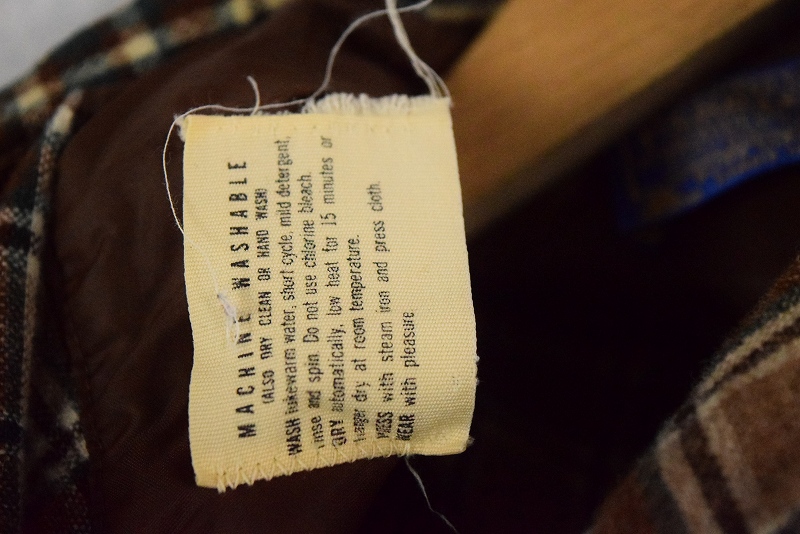 MACHINE WASHABLE
(ALSO DRY CLEAN OR HAND WASH)
WASH lukewarm water, short cycle, mild detergent,
rinse and spin. Do not use chlorine bleach.
DRY automatically, low heat for 15 minutes or
hanger dry at room temperature.
PRESS with steam iron and press cloth.
WEAR with pleasure